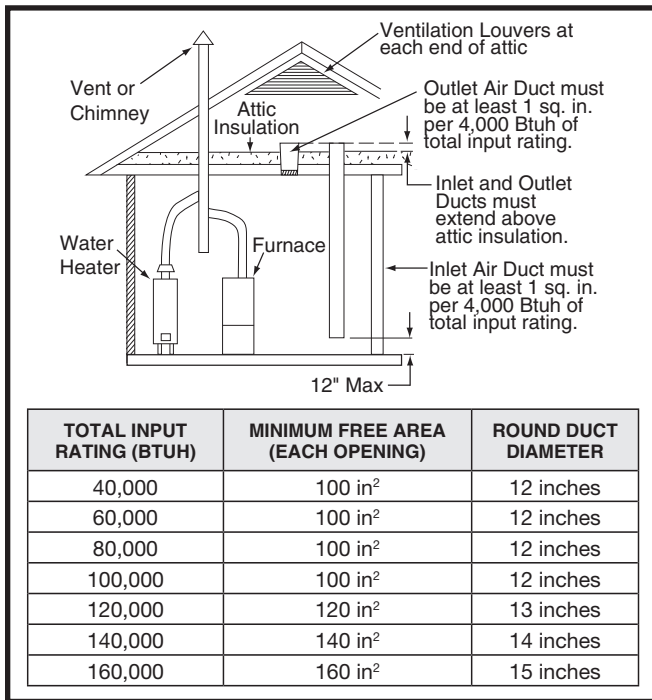 Ventilation Louvers at
each end of attic
Vent or
Chimney
Attic
Insulation
Outlet Air Duct must
be at least 1 sq. in.
per 4,000 Btuh of
total input rating.
Inlet and Outlet
Ducts must
extend above
attic insulation.
Water
Heater
Furnace
Inlet Air Duct must
be at least 1 sq. in.
per 4,000 Btuh of
total input rating.
12" Max
TOTAL INPUT
RATING (BTUH)
MINIMUM FREE AREA
(EACH OPENING)
ROUND DUCT
DIAMETER
40,000 100 in² 12 inches
60,000 100 in² 12 inches
80,000 100 in² 12 inches
100,000 100 in² 12 inches
120,000 120 in² 13 inches
140,000 140 in² 14 inches
160,000 160 in² 15 inches